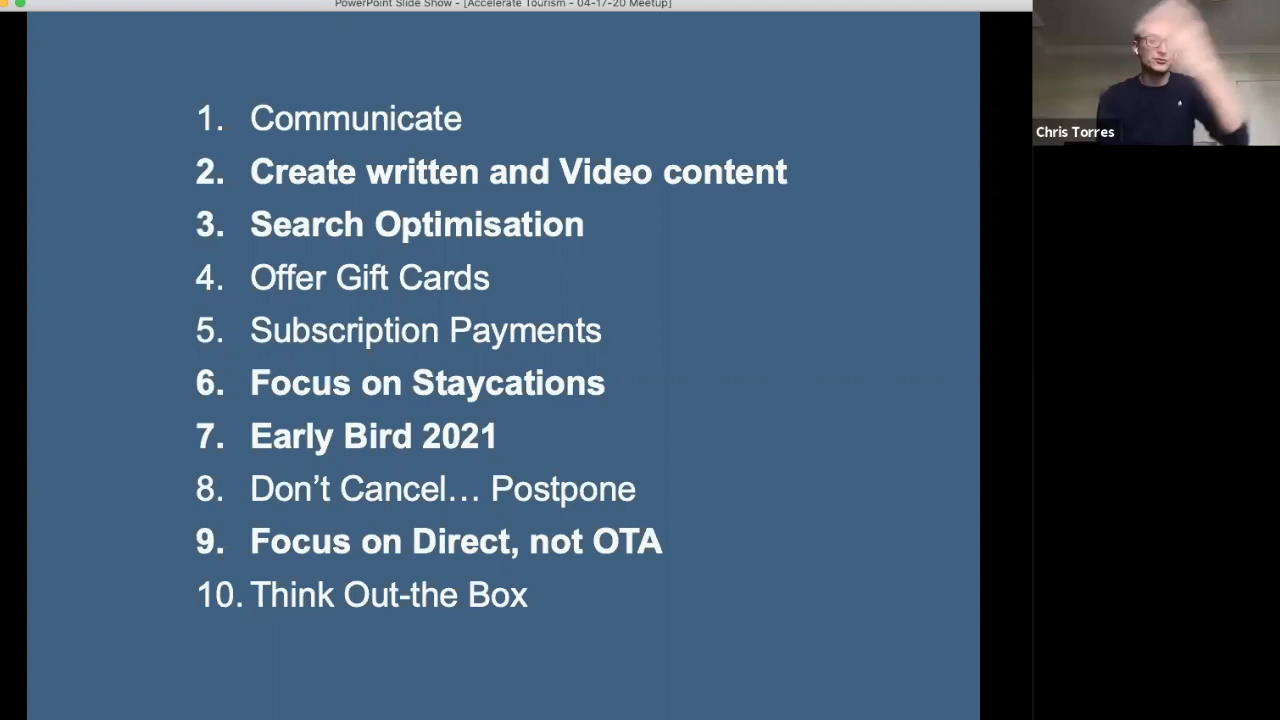 PowerPoint Slide Show - [Accelerate Tourism - 04-17-20 Meetup]
1. Communicate
2. Create written and Video content
3. Search Optimisation
4. Offer Gift Cards
5. Subscription Payments
6. Focus on Staycations
7. Early Bird 2021
8. Don’t Cancel… Postpone
9. Focus on Direct, not OTA
10. Think Out-the Box
Chris Torres